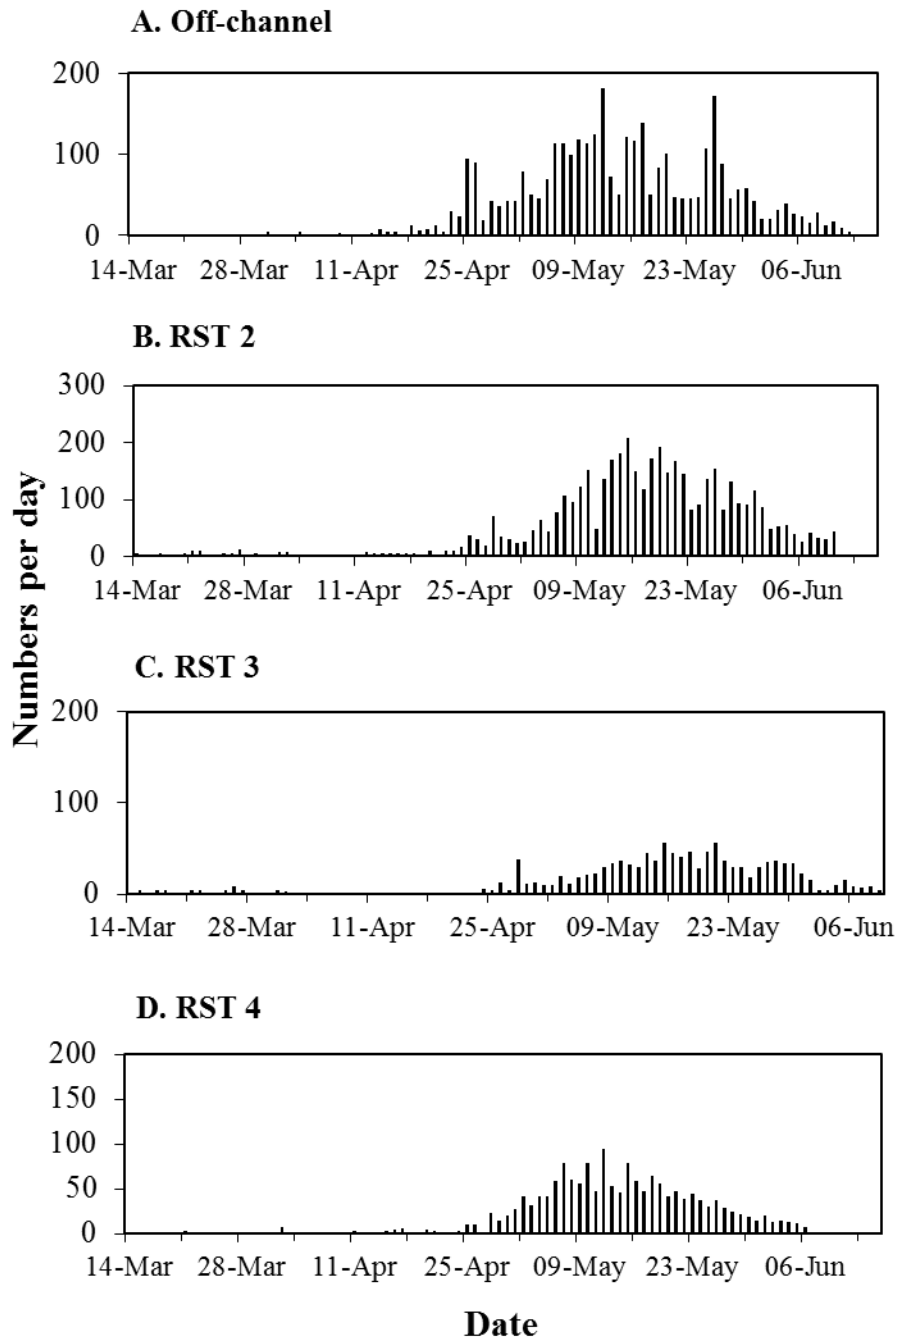 A. Off-channel
200
100
0
14-Mar 28-Mar 11-Apr 25-Apr 09-May 23-May 06-Jun
B. RST 2
300
200
100
0
14-Mar 28-Mar 11-Apr 25-Apr 09-May 23-May 06-Jun
Numbers per day
C. RST 3
200
100
0
14-Mar 28-Mar 11-Apr 25-Apr 09-May 23-May 06-Jun
D. RST 4
200
150
100
50
0
14-Mar 28-Mar 11-Apr 25-Apr 09-May 23-May 06-Jun
Date